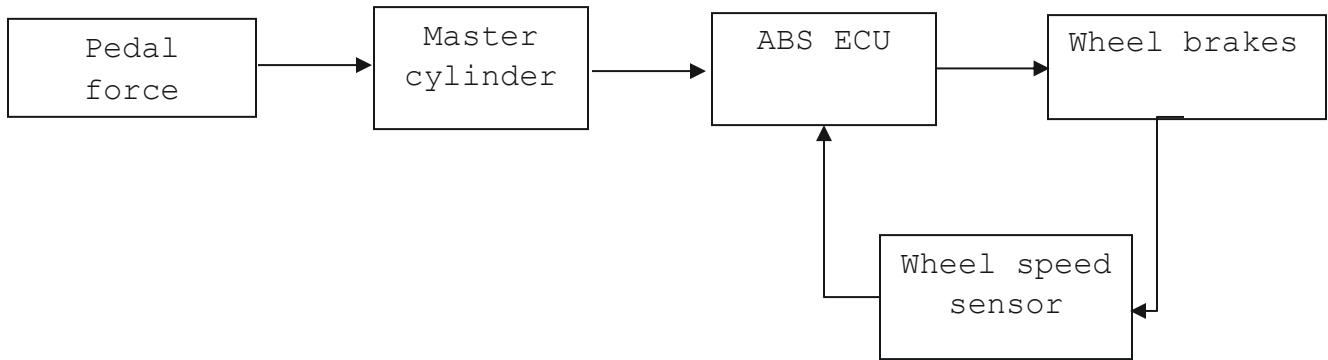 Pedal
force
Master
cylinder
ABS ECU
Wheel brakes
Wheel speed
sensor